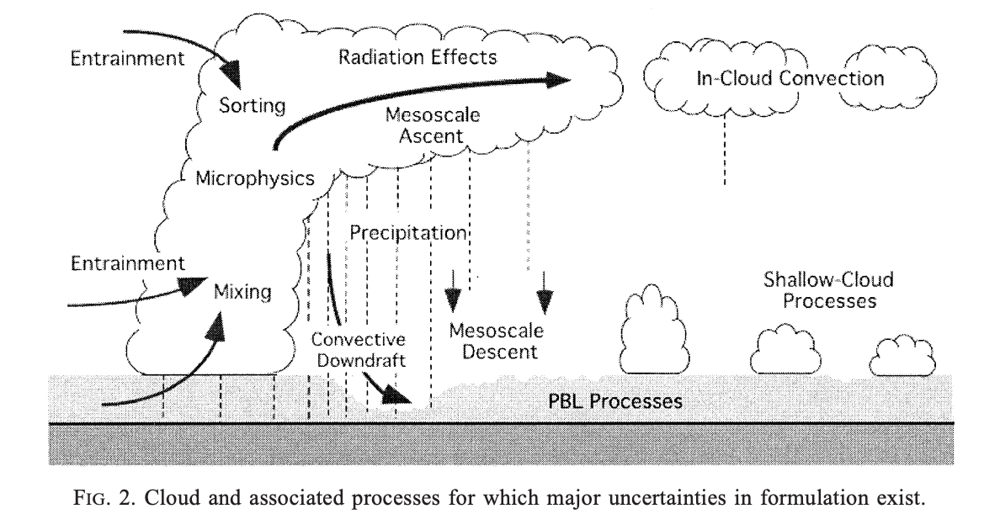 Entrainment
Radiation Effects
Sorting
In-Cloud Convection
Mesoscale
Ascent
Microphysics
Precipitation
Entrainment
Mixing
Shallow-Cloud
Processes
Convective
Downdraft
Mesoscale
Descent
PBL Processes
FIG. 2. Cloud and associated processes for which major uncertainties in formulation exist.